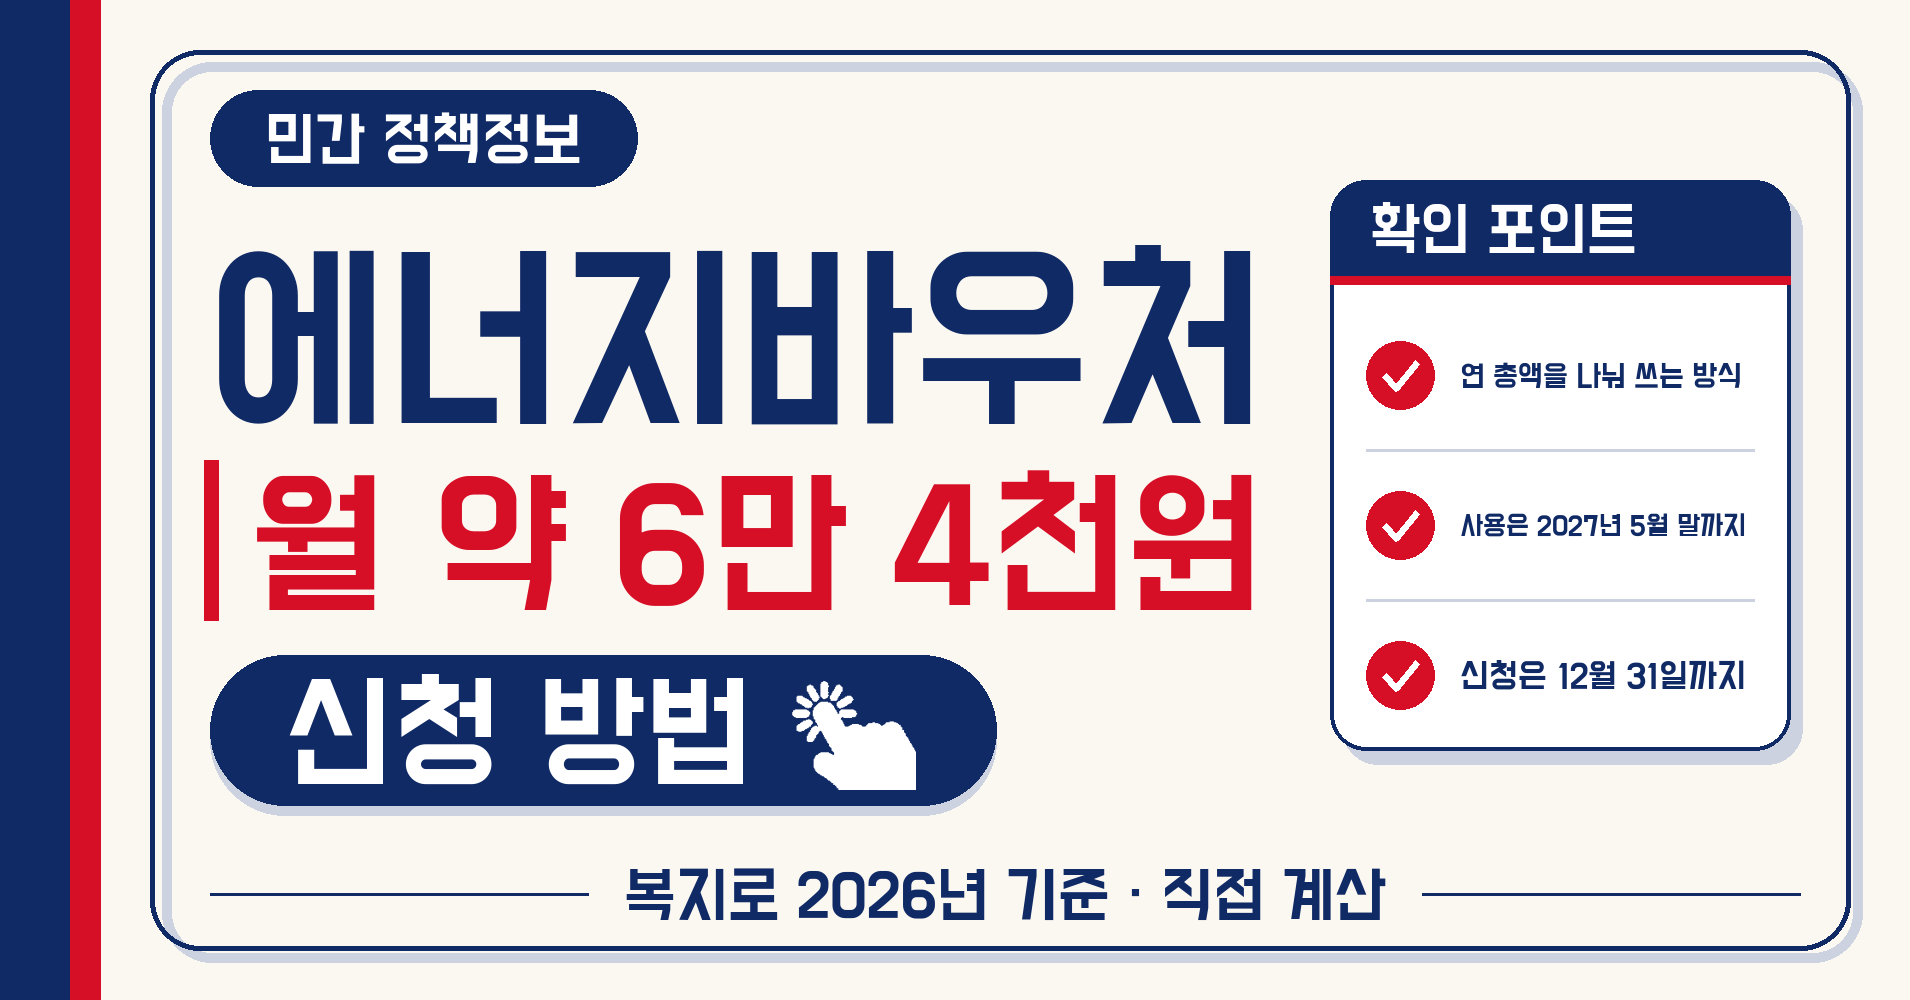 민간 정책정보
에너지바우처
월 약 6만 4천원
신청 방법
확인 포인트
연 총액을 나눠 쓰는 방식
사용은 2027년 5월 말까지
신청은 12월 31일까지
복지로 2026년 기준 · 직접 계산